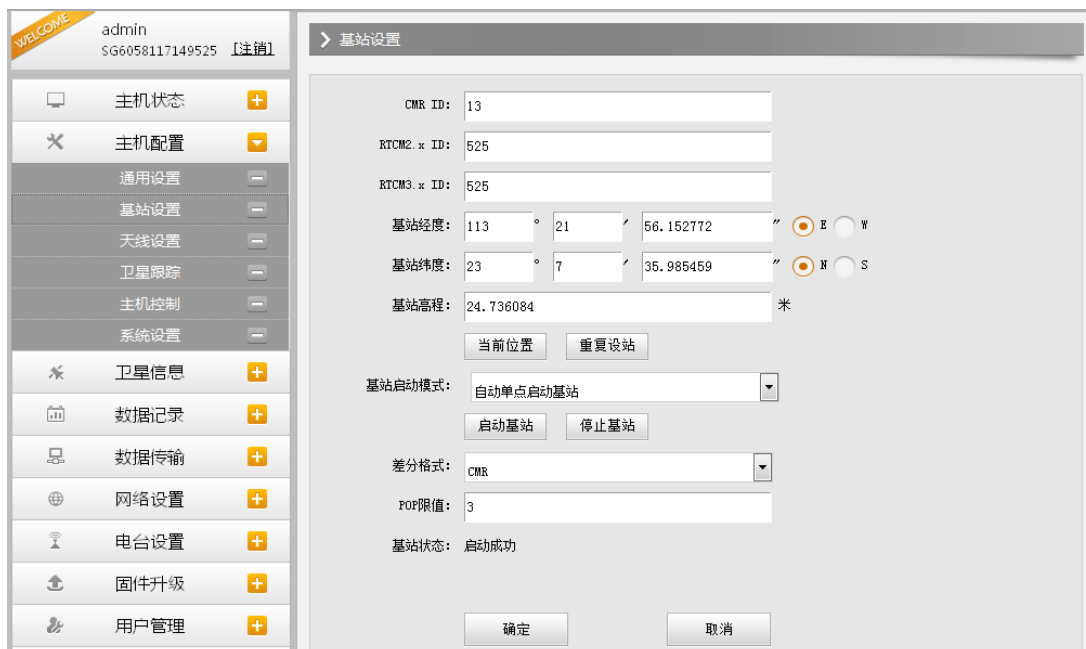 WELCOME
admin
SG6058117149525 [注销]
主机状态
主机配置
通用设置
基站设置
天线设置
卫星跟踪
主机控制
系统设置
卫星信息
数据记录
数据传输
网络设置
电台设置
固件升级
用户管理
基站设置
CMR ID: 13
RTCM2.x ID: 525
RTCM3.x ID: 525
基站经度: 113 ° 21 ′ 56.152772 ″ E W
基站纬度: 23 ° 7 ′ 35.985459 ″ N S
基站高程: 24.736084 米
当前位置 重复设站
基站启动模式: 自动单点启动基站
启动基站 停止基站
差分格式: CMR
POP限值: 3
基站状态: 启动成功
确定 取消